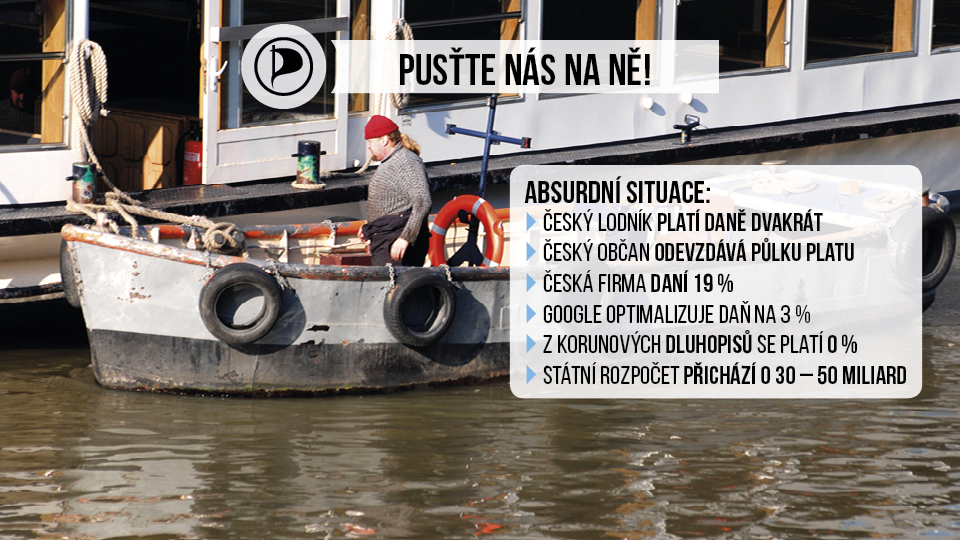 PUSŤTE NÁS NA NĚ!
ABSURDNÍ SITUACE:
ČESKÝ LODNÍK PLATÍ DANĚ DVAKRÁT
ČESKÝ OBČAN ODEVZDÁVÁ PŮLKU PLATU
ČESKÁ FIRMA DANÍ 19 %
GOOGLE OPTIMALIZUJE DAŇ NA 3 %
Z KORUNOVÝCH DLUHOPISŮ SE PLATÍ 0 %
STÁTNÍ ROZPOČET PŘICHÁZÍ O 30 – 50 MILIARD